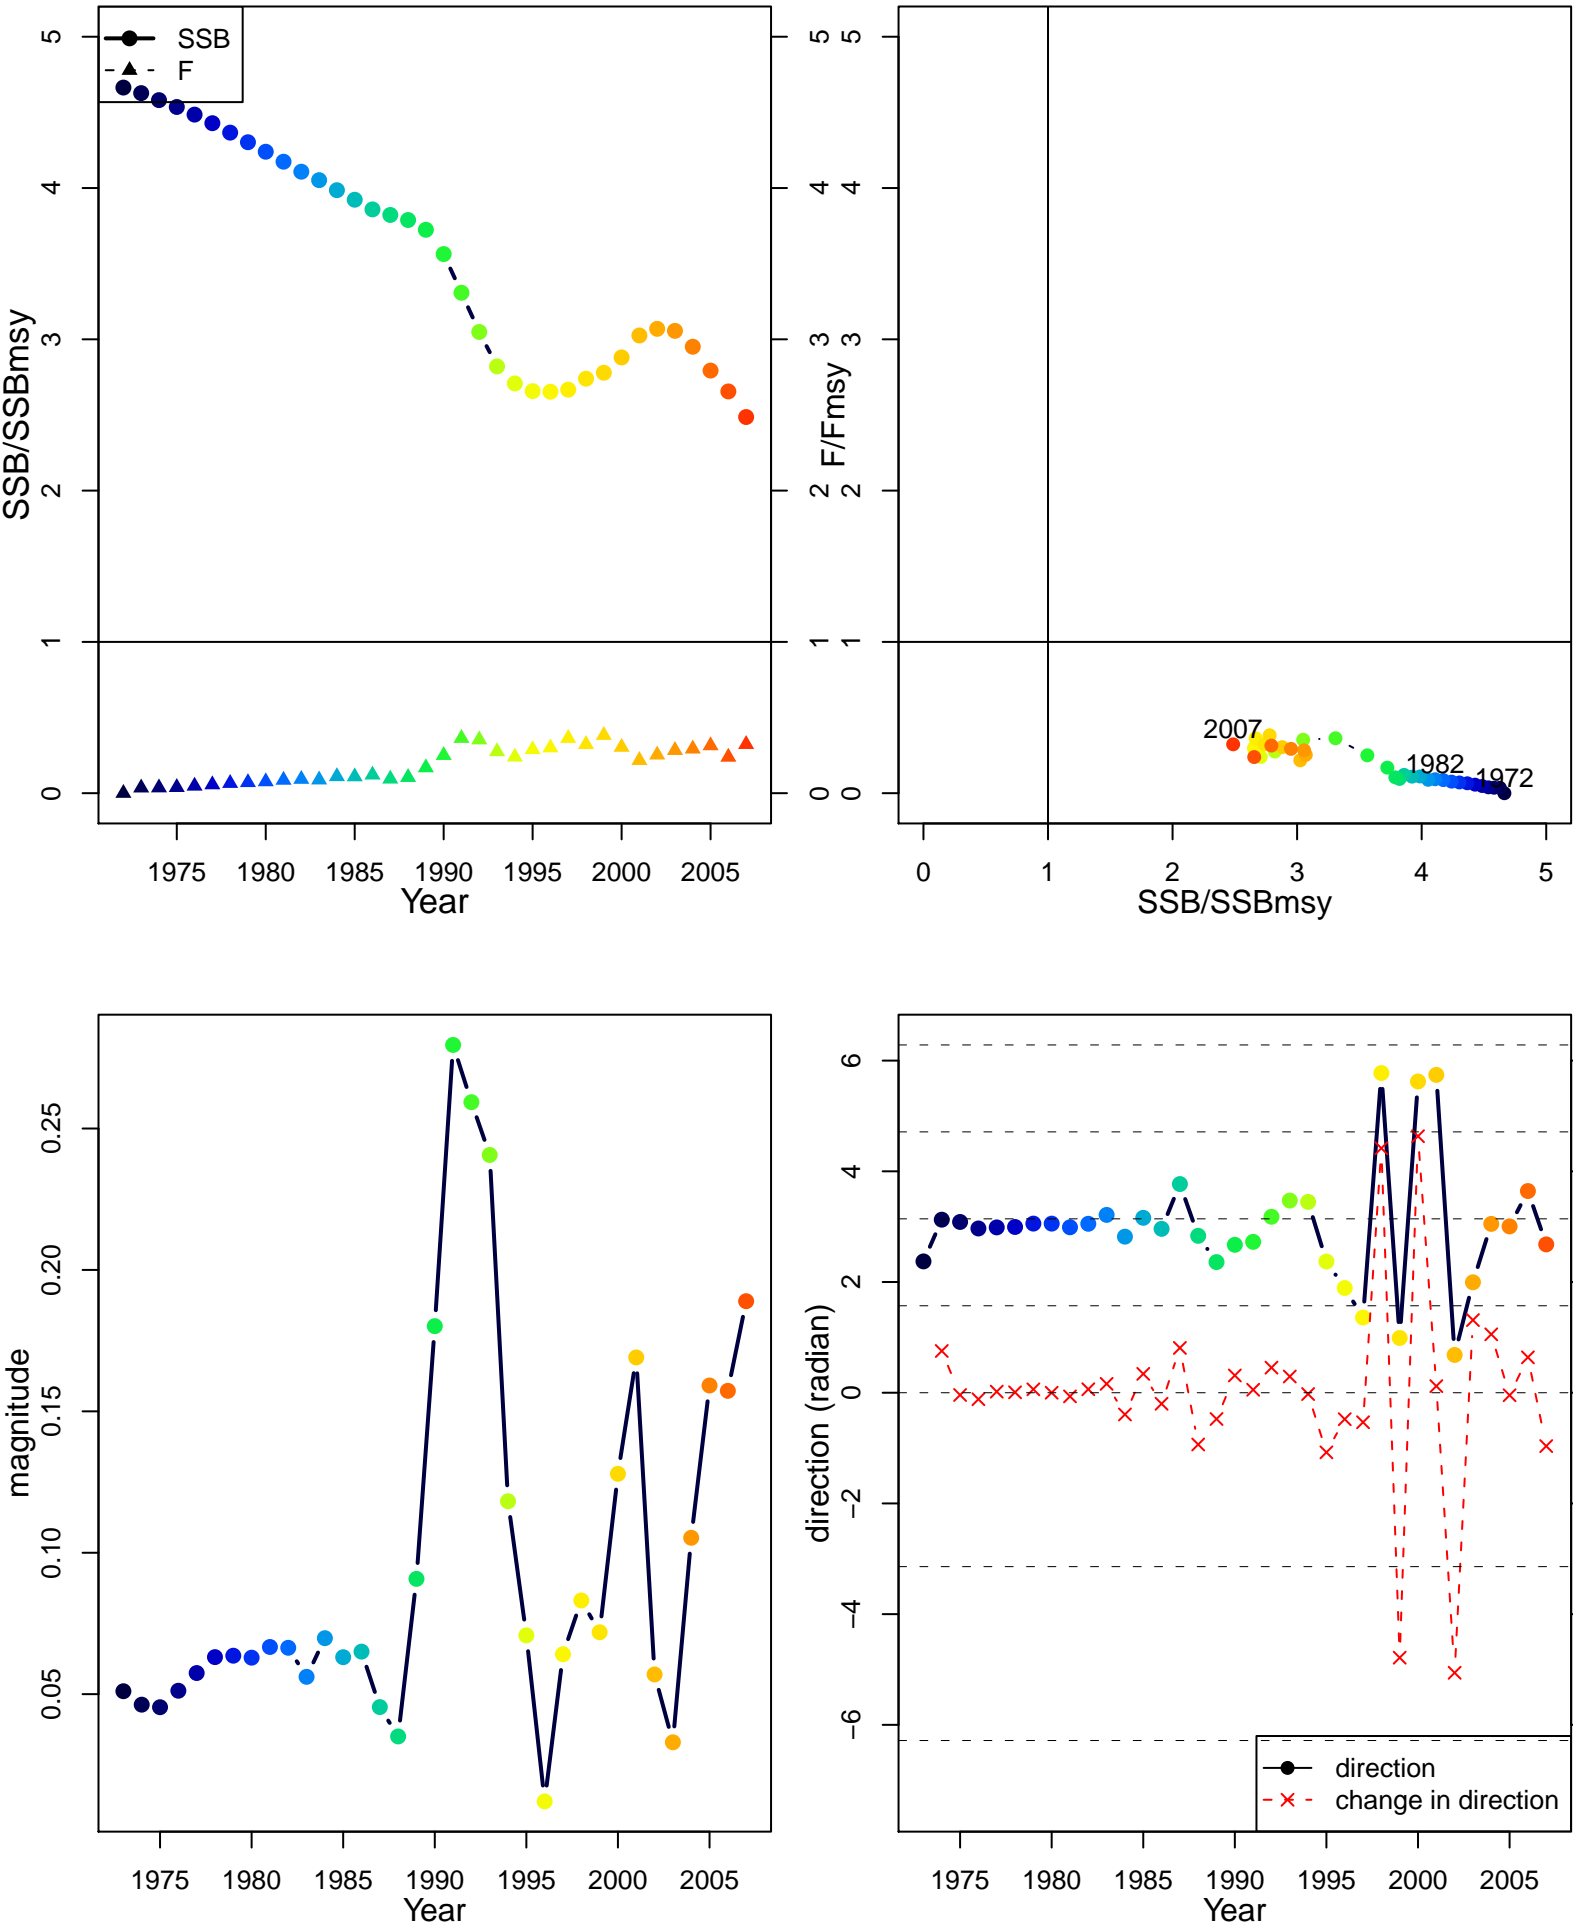 SSB
F
5
4
3
2
1
0
SSB/SSBmsy
5
4
3
2
1
0
1975 1980 1985 1990 1995 2000 2005
Year
5
4
3
2
1
0
F/Fmsy
2007
1982
1972
0 1 2 3 4 5
SSB/SSBmsy
0.25
0.20
0.15
0.10
0.05
magnitude
1975 1980 1985 1990 1995 2000 2005
Year
6
4
2
0
−2
−4
−6
direction (radian)
direction
change in direction
1975 1980 1985 1990 1995 2000 2005
Year